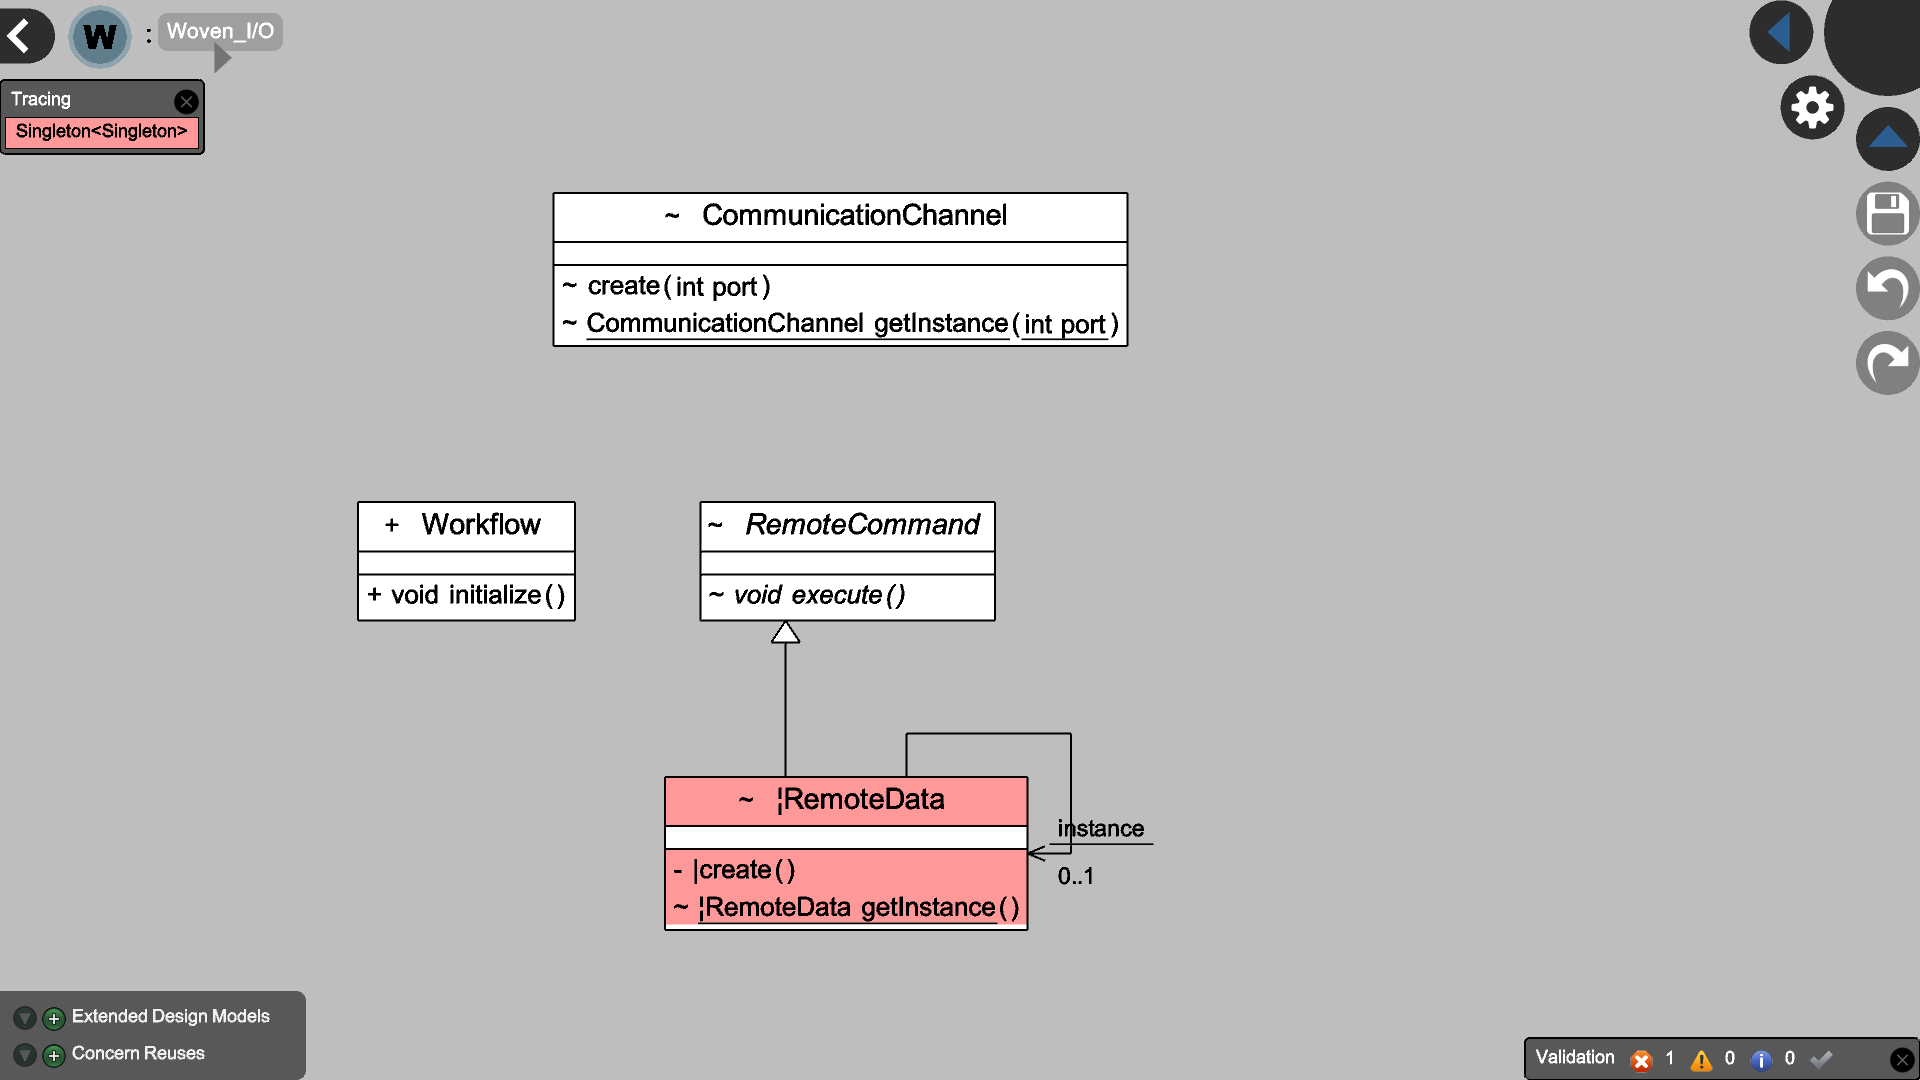 W : Woven_I/O
Tracing
Singleton<Singleton>
~ CommunicationChannel
~ create(int port)
~ CommunicationChannel getInstance(int port)
+ Workflow
+ void initialize()
~ RemoteCommand
~ void execute()
~ ¦RemoteData
- |create()
~ ¦RemoteData getInstance()
instance
0..1
Extended Design Models
Concern Reuses
Validation 1 0 0